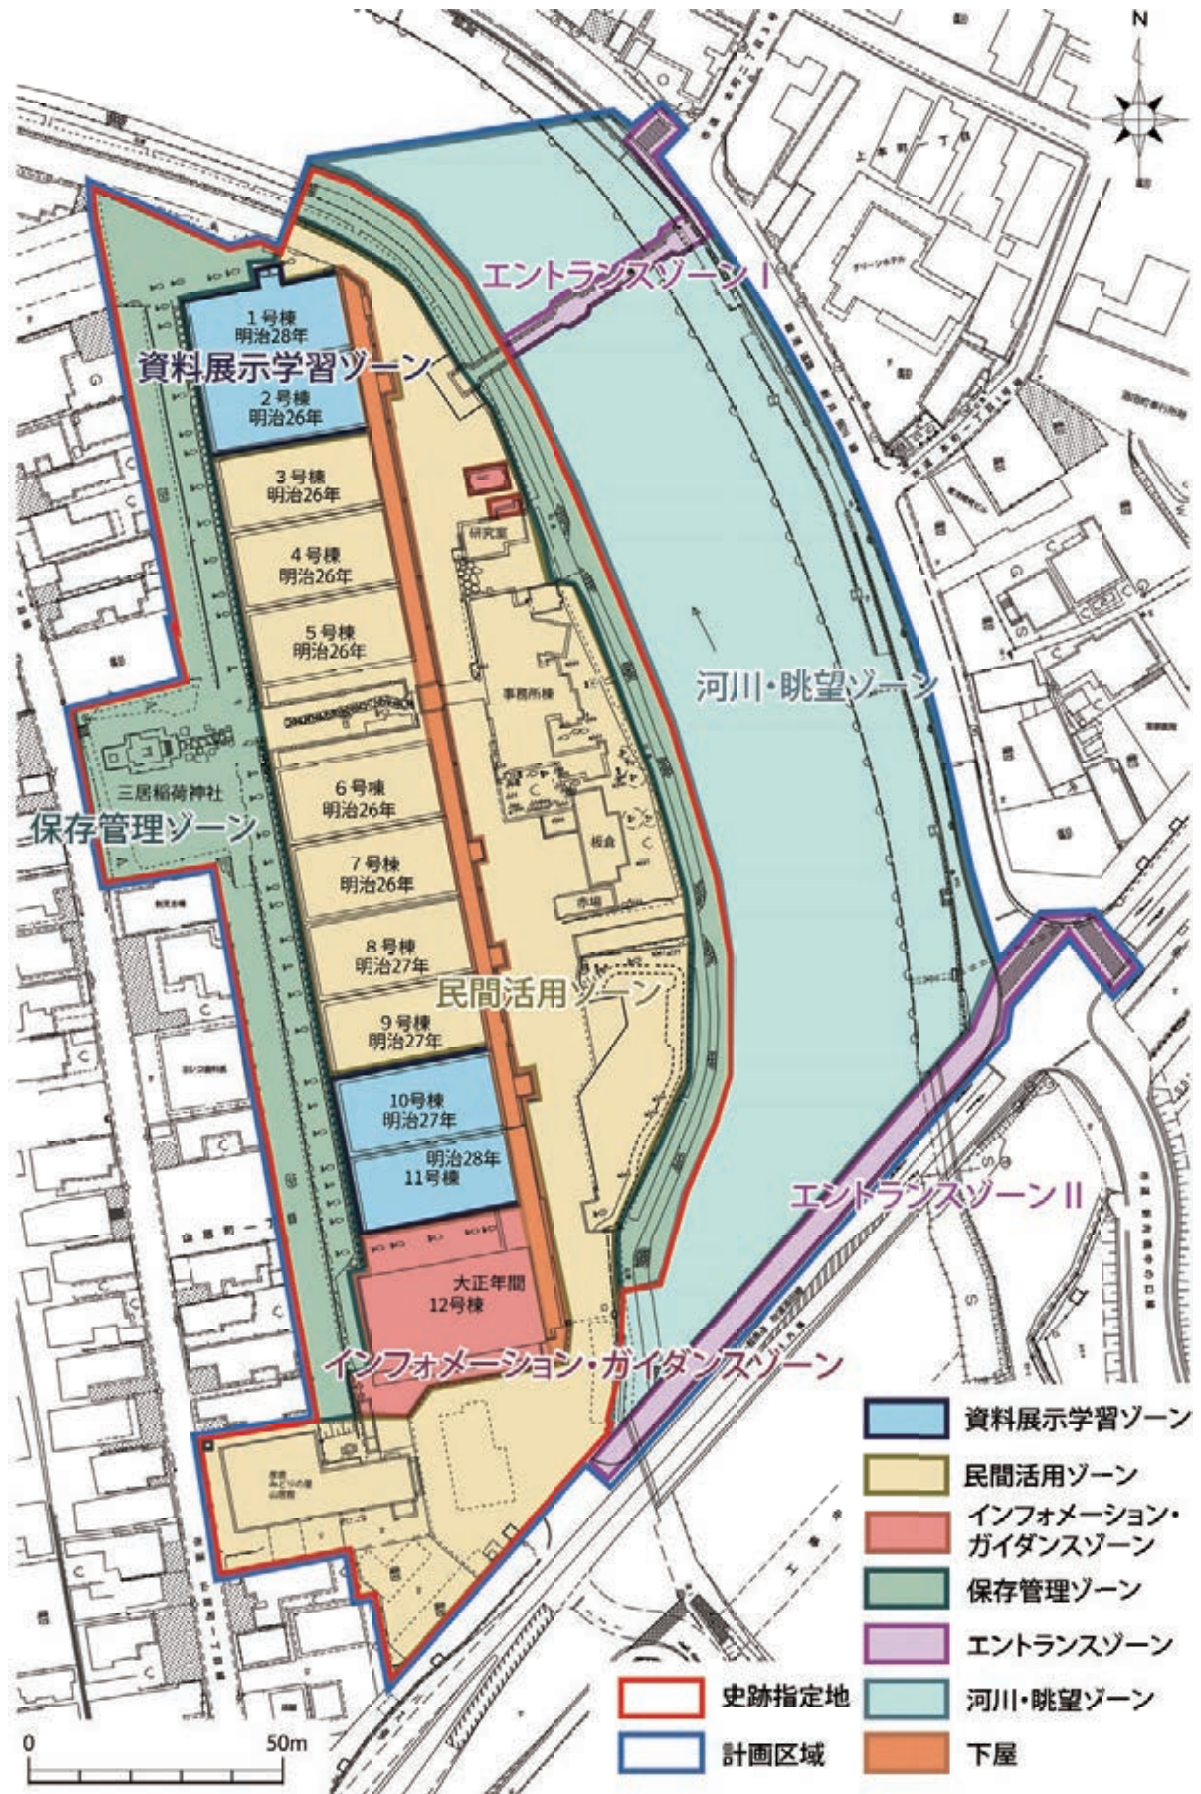 N
上本町一丁目
グリーンホテル
エントランスゾーンⅠ
1号棟
明治28年
資料展示学習ゾーン
2号棟
明治26年
3号棟
明治26年
研究室
4号棟
明治26年
5号棟
明治26年
事務所棟
河川・眺望ゾーン
三居稲荷神社
保存管理ゾーン
6号棟
明治26年
板倉
7号棟
明治26年
8号棟
明治27年
民間活用ゾーン
9号棟
明治27年
10号棟
明治27年
明治28年
11号棟
エントランスゾーンⅡ
大正年間
12号棟
インフォメーション・ガイダンスゾーン
資料展示学習ゾーン
民間活用ゾーン
インフォメーション・
ガイダンスゾーン
保存管理ゾーン
エントランスゾーン
史跡指定地
河川・眺望ゾーン
計画区域
下屋
0
50m